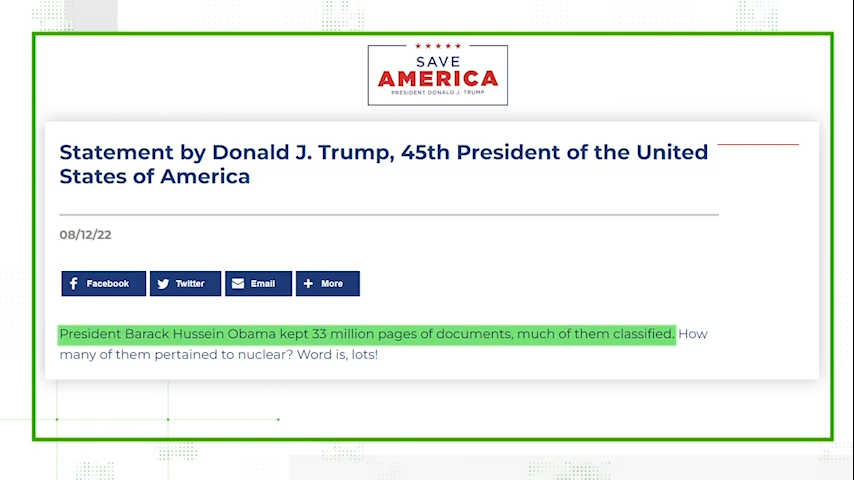 SAVE
AMERICA
PRESIDENT DONALD J. TRUMP
Statement by Donald J. Trump, 45th President of the United
States of America
08/12/22
Facebook Twitter Email More
President Barack Hussein Obama kept 33 million pages of documents, much of them classified. How
many of them pertained to nuclear? Word is, lots!